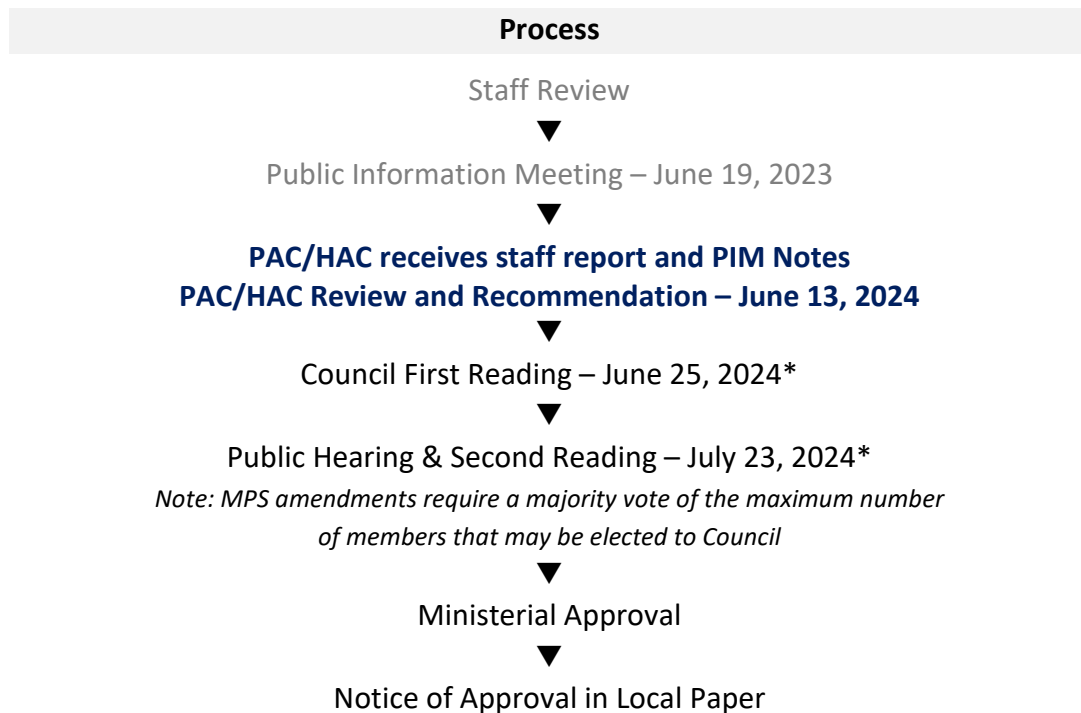 Process
Staff Review
Public Information Meeting – June 19, 2023
PAC/HAC receives staff report and PIM Notes
PAC/HAC Review and Recommendation – June 13, 2024
Council First Reading – June 25, 2024*
Public Hearing & Second Reading – July 23, 2024*
Note: MPS amendments require a majority vote of the maximum number
of members that may be elected to Council
Ministerial Approval
Notice of Approval in Local Paper